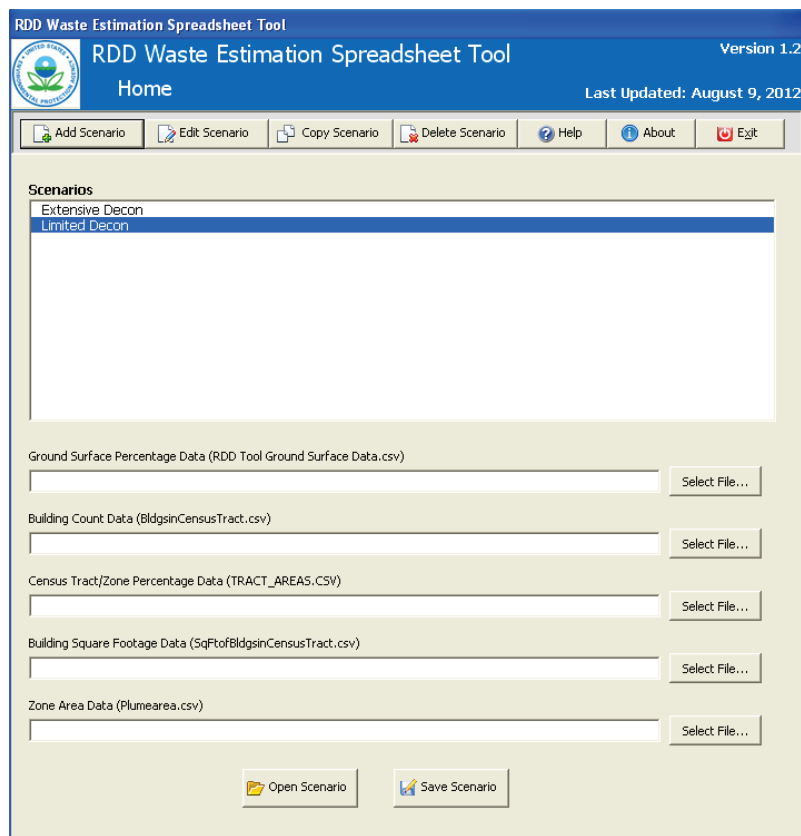 RDD Waste Estimation Spreadsheet Tool
RDD Waste Estimation Spreadsheet Tool
Version 1.2
Home
Last Updated: August 9, 2012
Add Scenario
Edit Scenario
Copy Scenario
Delete Scenario
Help
About
Exit
Scenarios
Extensive Decon
Limited Decon
Ground Surface Percentage Data (RDD Tool Ground Surface Data.csv)
Select File...
Building Count Data (BldgsinCensusTract.csv)
Select File...
Census Tract/Zone Percentage Data (TRACT_AREAS.CSV)
Select File...
Building Square Footage Data (SqFtofBldgsinCensusTract.csv)
Select File...
Zone Area Data (Plumearea.csv)
Select File...
Open Scenario
Save Scenario